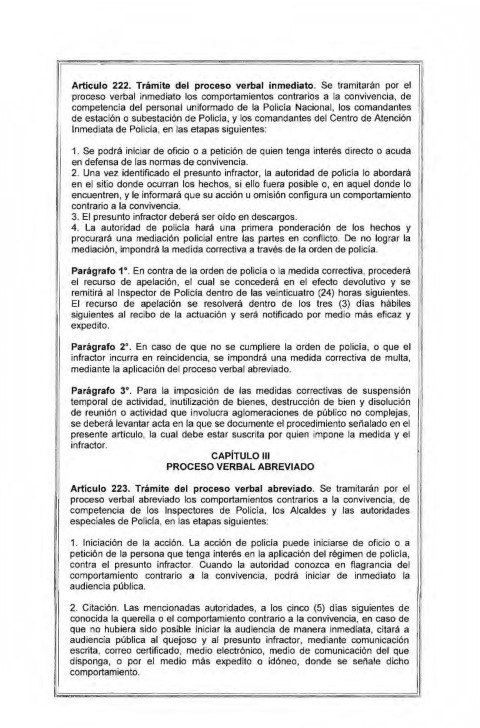 Artículo 222. Trámite del proceso verbal inmediato. Se tramitarán por el
proceso verbal inmediato los comportamientos contrarios a la convivencia, de
competencia del personal uniformado de la Policía Nacional, los comandantes
de estación o subestación de Policía, y los comandantes del Centro de Atención
Inmediata de Policía, en las etapas siguientes:
1. Se podrá iniciar de oficio o a petición de quien tenga interés directo o acuda
en defensa de las normas de convivencia.
2. Una vez identificado el presunto infractor, la autoridad de policía lo abordará
en el sitio donde ocurran los hechos, si ello fuera posible o, en aquel donde lo
encuentren, y le informará que su acción u omisión configura un comportamiento
contrario a la convivencia.
3. El presunto infractor deberá ser oído en descargos.
4. La autoridad de policía hará una primera ponderación de los hechos y
procurará una mediación policial entre las partes en conflicto. De no lograr la
mediación, impondrá la medida correctiva a través de la orden de policía.
Parágrafo 1°. En contra de la orden de policía o la medida correctiva, procederá
el recurso de apelación, el cual se concederá en el efecto devolutivo y se
remitirá al Inspector de Policía dentro de las veinticuatro (24) horas siguientes.
El recurso de apelación se resolverá dentro de los tres (3) días hábiles
siguientes al recibo de la actuación y será notificado por medio más eficaz y
expedito.
Parágrafo 2°. En caso de que no se cumpliere la orden de policía, o que el
infractor incurra en reincidencia, se impondrá una medida correctiva de multa,
mediante la aplicación del proceso verbal abreviado.
Parágrafo 3°. Para la imposición de las medidas correctivas de suspensión
temporal de actividad, inutilización de bienes, destrucción de bien y disolución
de reunión o actividad que involucra aglomeraciones de público no complejas,
se deberá levantar acta en la que se documente el procedimiento señalado en el
presente artículo, la cual debe estar suscrita por quien impone la medida y el
infractor.
CAPÍTULO III
PROCESO VERBAL ABREVIADO
Artículo 223. Trámite del proceso verbal abreviado. Se tramitarán por el
proceso verbal abreviado los comportamientos contrarios a la convivencia, de
competencia de los Inspectores de Policía, los Alcaldes y las autoridades
especiales de Policía, en las etapas siguientes:
1. Iniciación de la acción. La acción de policía puede iniciarse de oficio o a
petición de la persona que tenga interés en la aplicación del régimen de policía,
contra el presunto infractor. Cuando la autoridad conozca en flagrancia del
comportamiento contrario a la convivencia, podrá iniciar de inmediato la
audiencia pública.
2. Citación. Las mencionadas autoridades, a los cinco (5) días siguientes de
conocida la querella o el comportamiento contrario a la convivencia, en caso de
que no hubiera sido posible iniciar la audiencia de manera inmediata, citará a
audiencia pública al quejoso y al presunto infractor, mediante comunicación
escrita, correo certificado, medio electrónico, medio de comunicación del que
disponga, o por el medio más expedito o idóneo, donde se señale dicho
comportamiento.